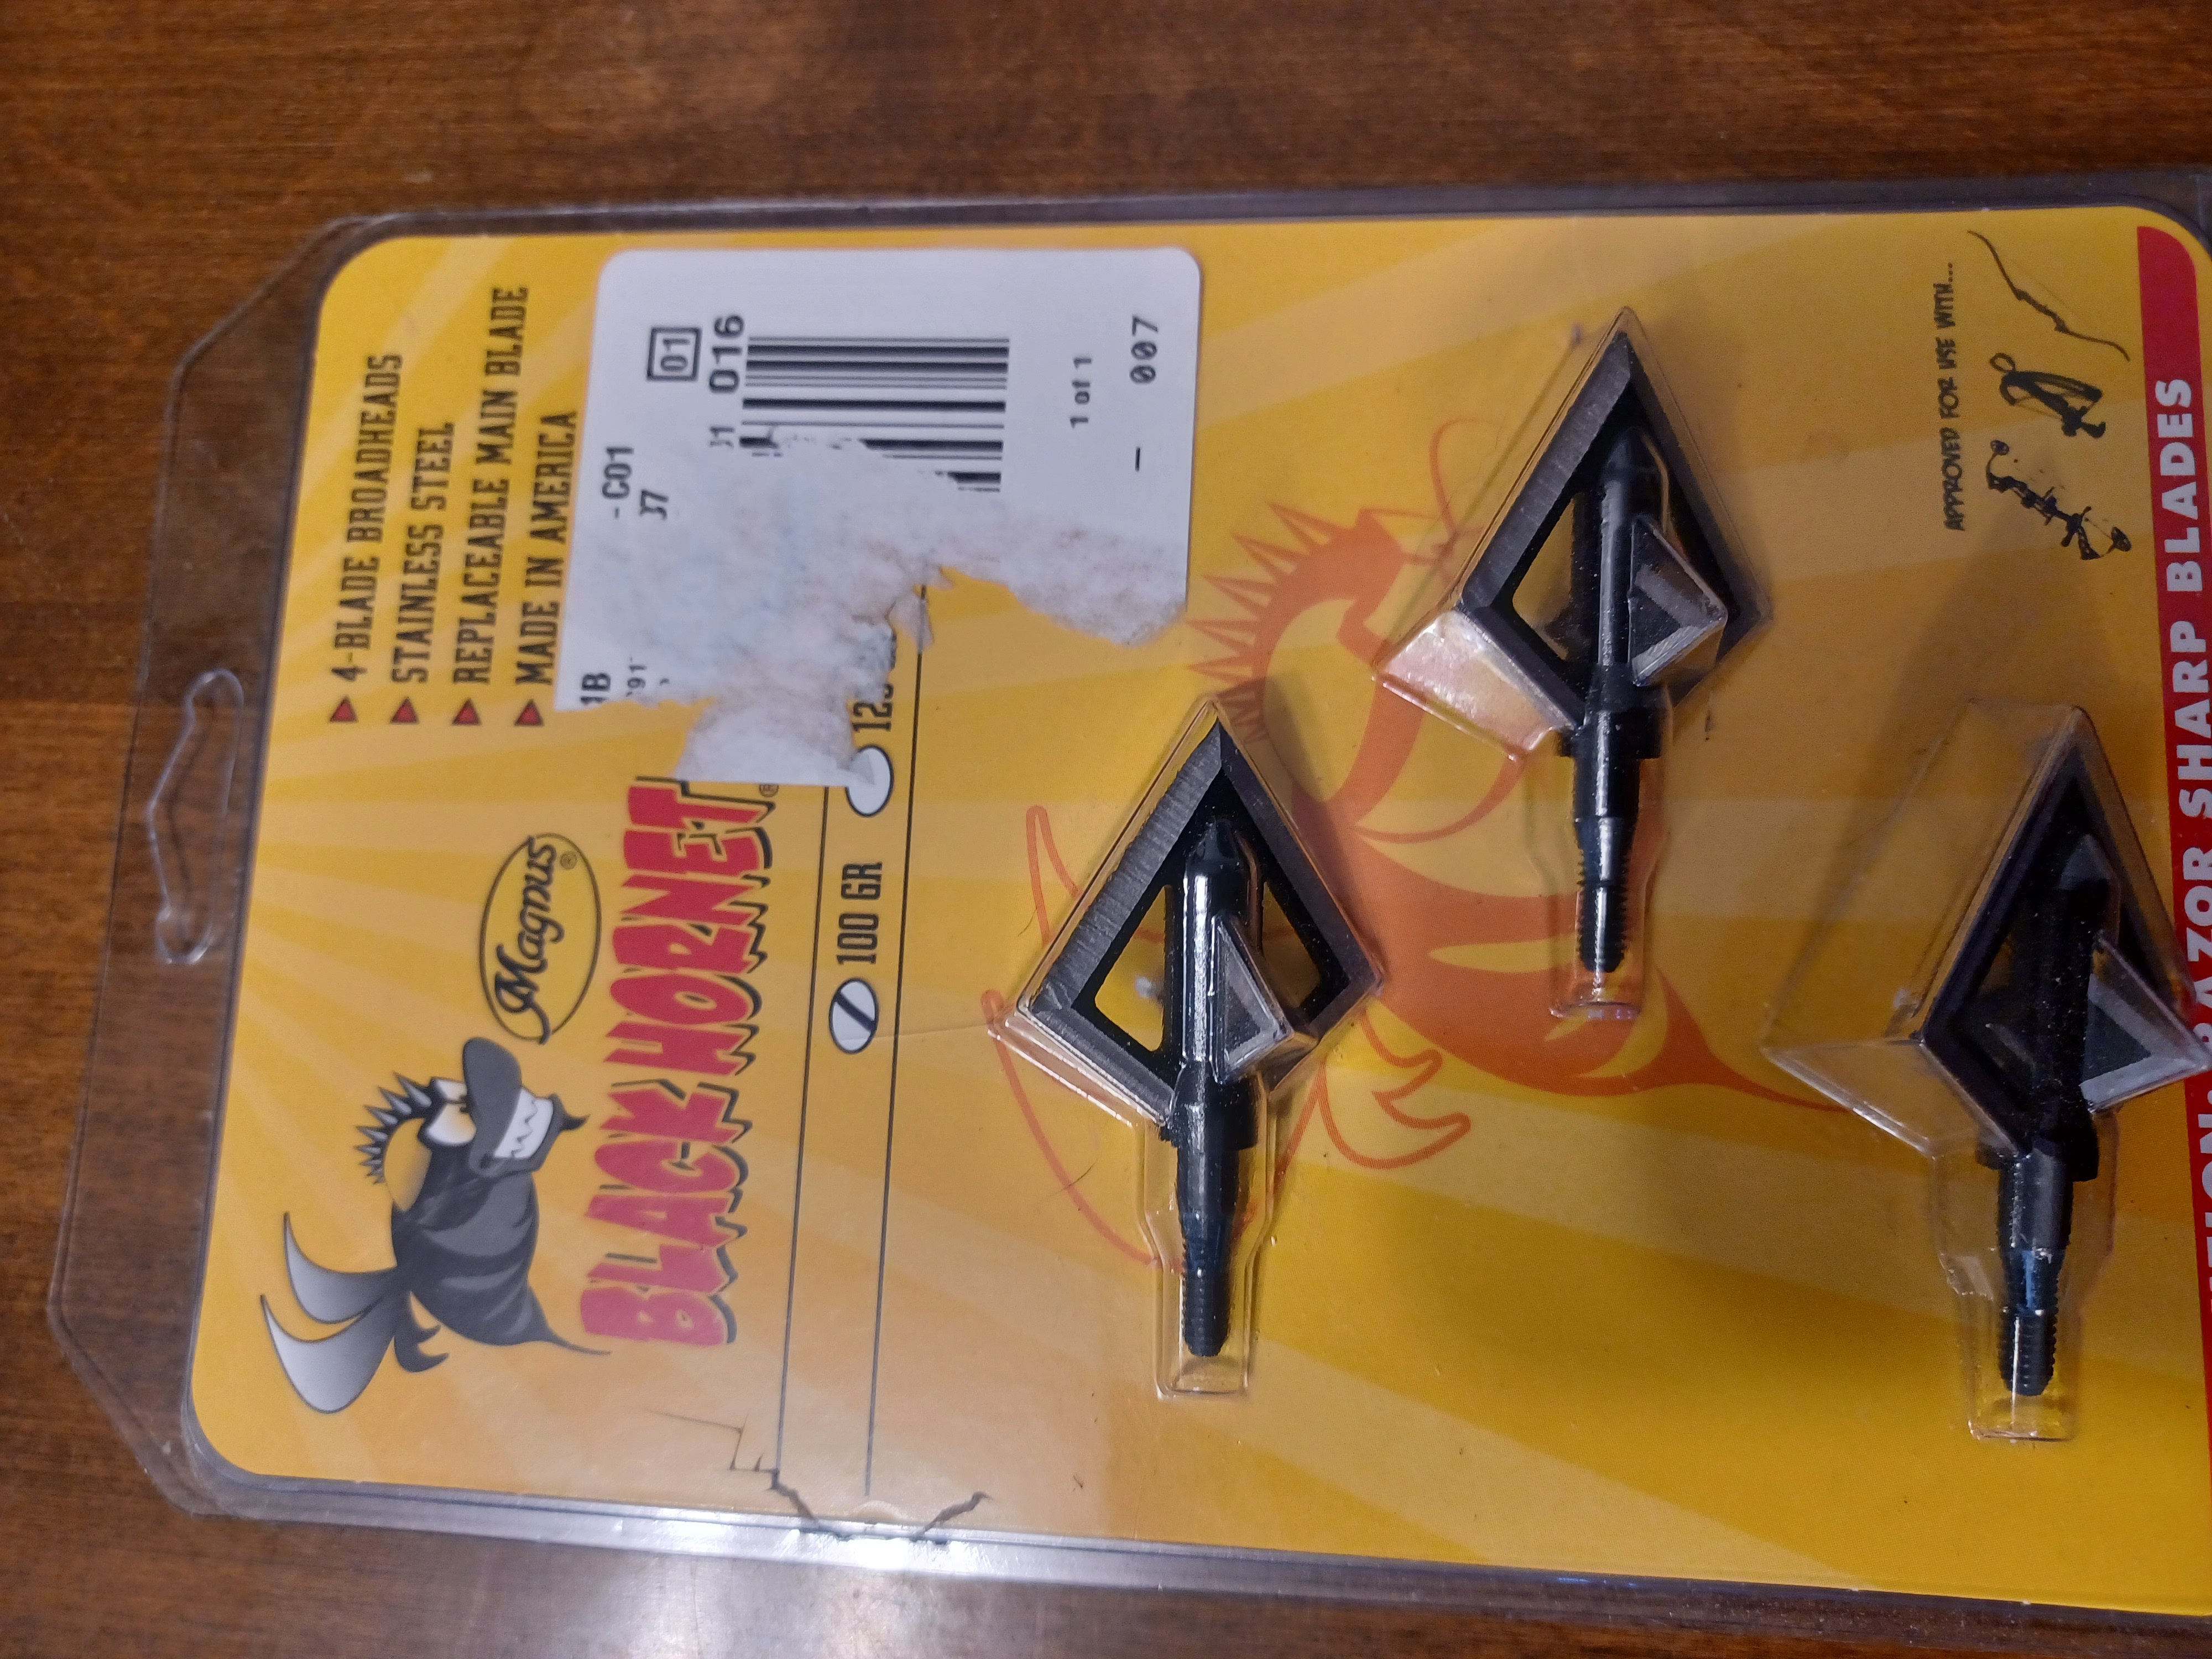 4-BLADE BROADHEADS
STAINLESS STEEL
REPLACEABLE MAIN BLADE
MADE IN AMERICA
Magnus®
BLACK HORNET®
100 GR
-C01
01
016
1B
1 of 1
— 007
APPROVED FOR USE WITH...
RAZOR SHARP BLADES